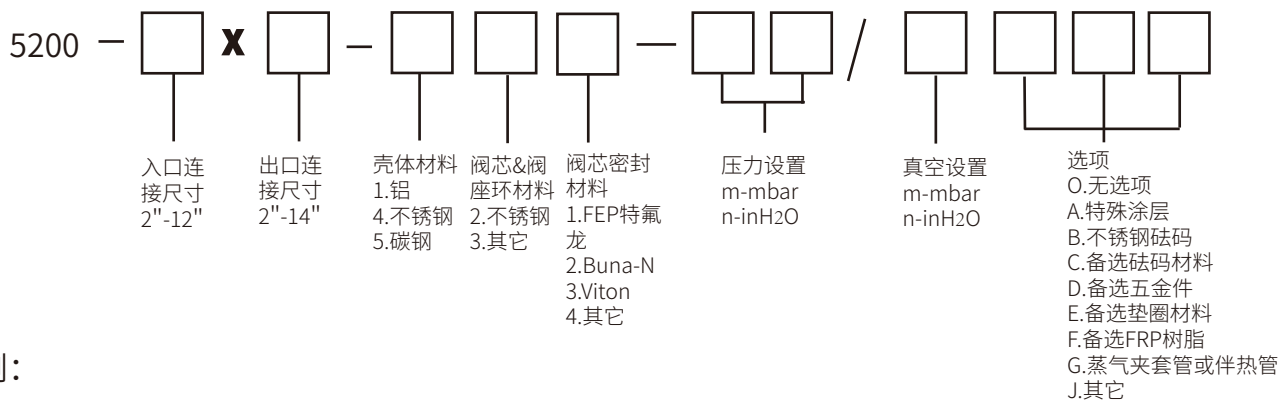 5200 — x — — /
入口连
接尺寸
2"-12"
出口连
接尺寸
2"-14"
壳体材料
1.铝
4.不锈钢
5.碳钢
阀芯&阀
座环材料
2.不锈钢
3.其它
阀芯密封
材料
1.FEP特氟
龙
2.Buna-N
3.Viton
4.其它
压力设置
m-mbar
n-inH2O
真空设置
m-mbar
n-inH2O
选项
O.无选项
A.特殊涂层
B.不锈钢砝码
C.备选砝码材料
D.备选五金件
E.备选垫圈材料
F.备选FRP树脂
G.蒸气夹套管或伴热管
J.其它